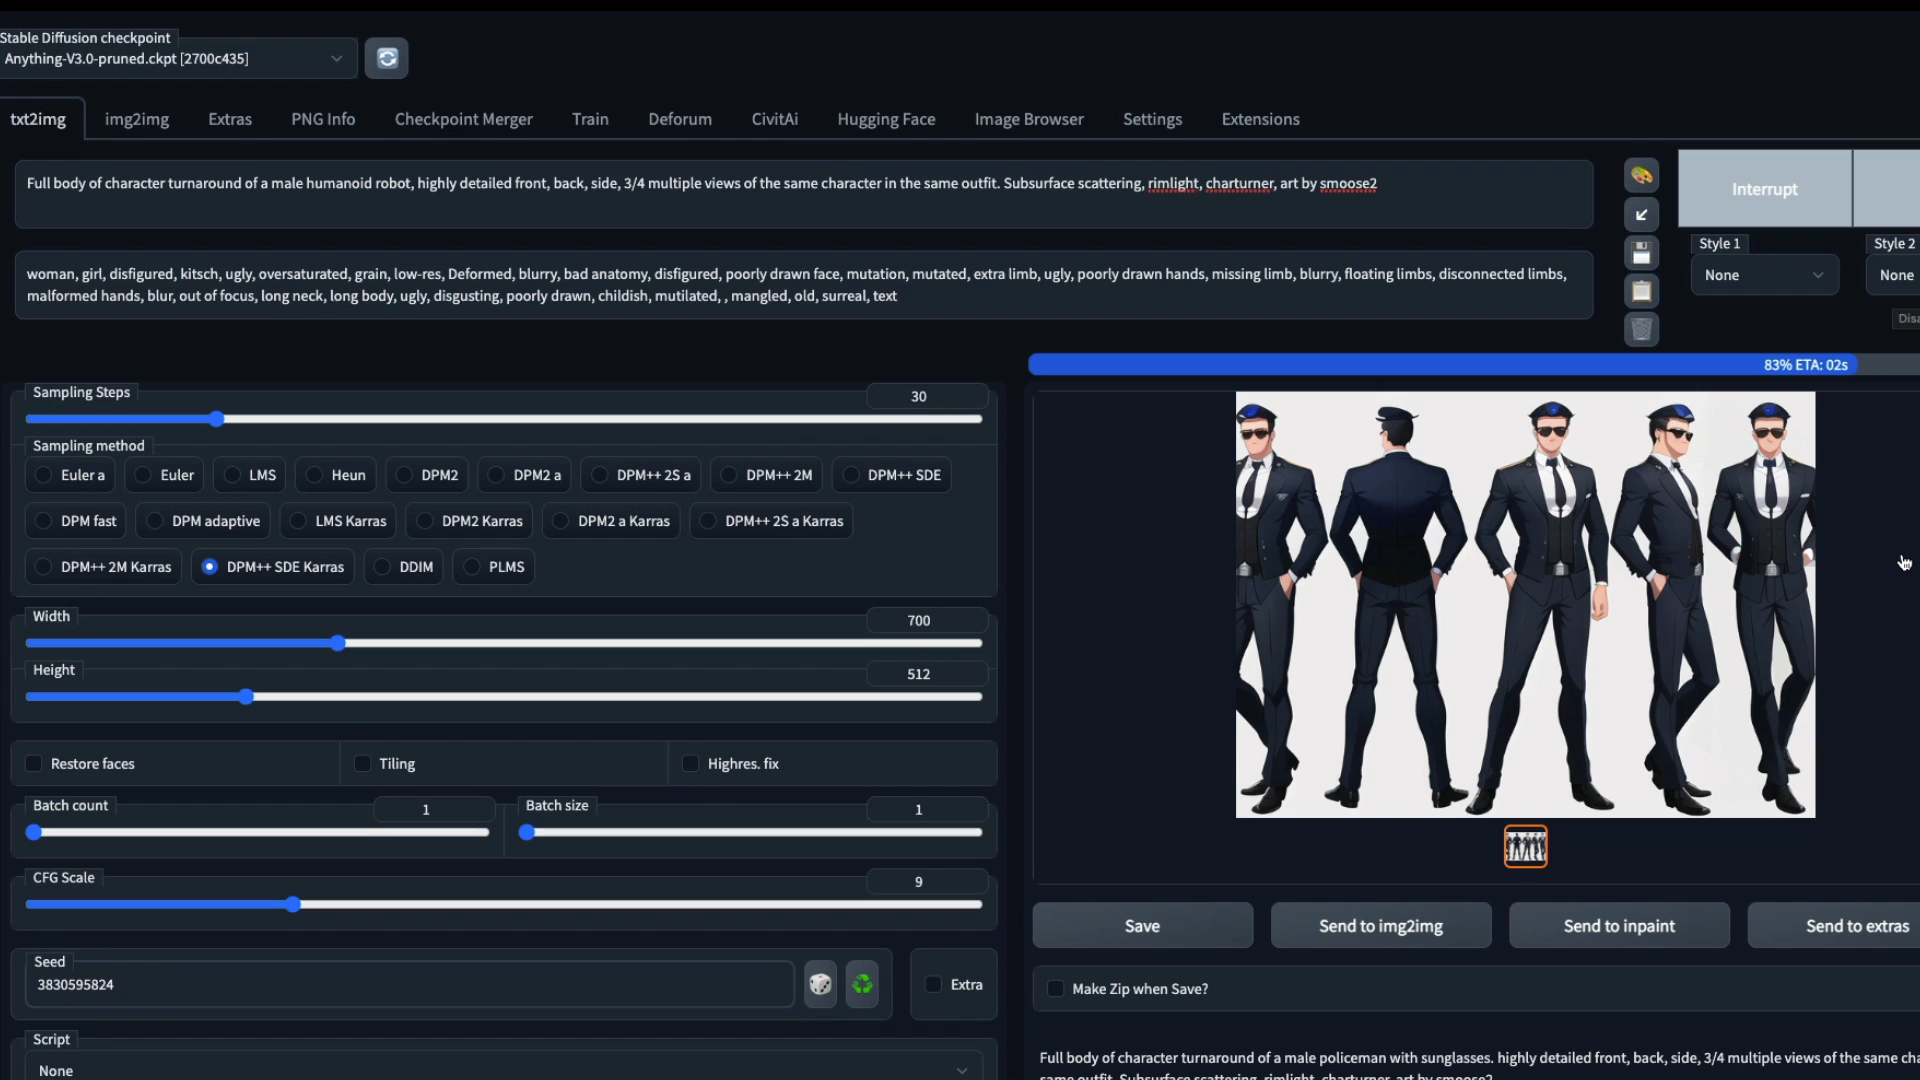 Stable Diffusion checkpoint
Anything-V3.0-pruned.ckpt [2700c435]
txt2img img2img Extras PNG Info Checkpoint Merger Train Deforum CivitAi Hugging Face Image Browser Settings Extensions
Full body of character turnaround of a male humanoid robot, highly detailed front, back, side, 3/4 multiple views of the same character in the same outfit. Subsurface scattering, rimlight, charturner, art by smoose2
Interrupt
woman, girl, disfigured, kitsch, ugly, oversaturated, grain, low-res, Deformed, blurry, bad anatomy, disfigured, poorly drawn face, mutation, mutated, extra limb, ugly, poorly drawn hands, missing limb, blurry, floating limbs, disconnected limbs,
malformed hands, blur, out of focus, long neck, long body, ugly, disgusting, poorly drawn, childish, mutilated, , mangled, old, surreal, text
Style 1 Style 2
None None
Disa
83% ETA: 02s
Sampling Steps 30
Sampling method
Euler a Euler LMS Heun DPM2 DPM2 a DPM++ 2S a DPM++ 2M DPM++ SDE
DPM fast DPM adaptive LMS Karras DPM2 Karras DPM2 a Karras DPM++ 2S a Karras
DPM++ 2M Karras DPM++ SDE Karras DDIM PLMS
Width 700
Height 512
Restore faces Tiling Highres. fix
Batch count 1 Batch size 1
CFG Scale 9
Seed
3830595824
Extra
Script
None
Save Send to img2img Send to inpaint Send to extras
Make Zip when Save?
Full body of character turnaround of a male policeman with sunglasses. highly detailed front, back, side, 3/4 multiple views of the same cha
same outfit. Subsurface scattering, rimlight, charturner, art by smoose2